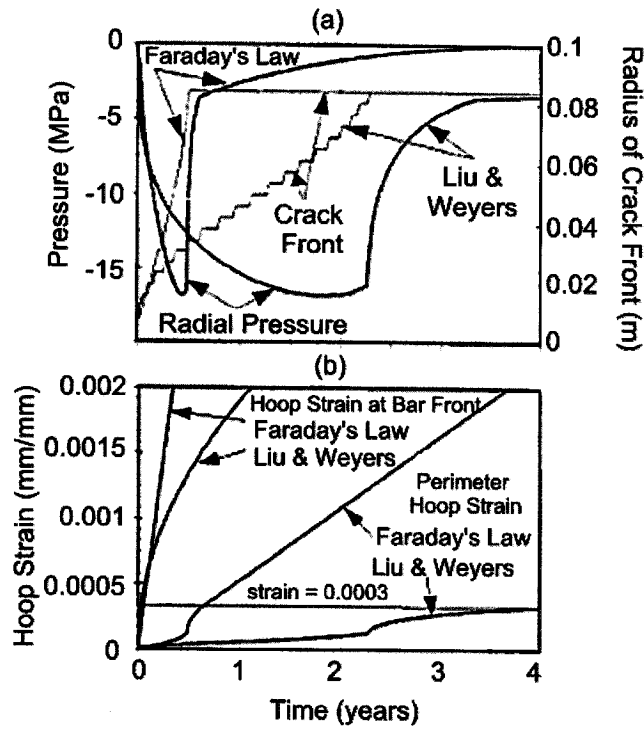 (a)
0
-5
-10
-15
Pressure (MPa)
Faraday's Law
Crack
Front
Liu &
Weyers
Radial Pressure
0.1
0.08
0.06
0.04
0.02
0
Radius of Crack Front (m)
(b)
0.002
0.0015
0.001
0.0005
0
Hoop Strain (mm/mm)
Hoop Strain at Bar Front
Faraday's Law
Liu & Weyers
Perimeter
Hoop Strain
Faraday's Law
Liu & Weyers
strain = 0.0003
0 1 2 3 4
Time (years)